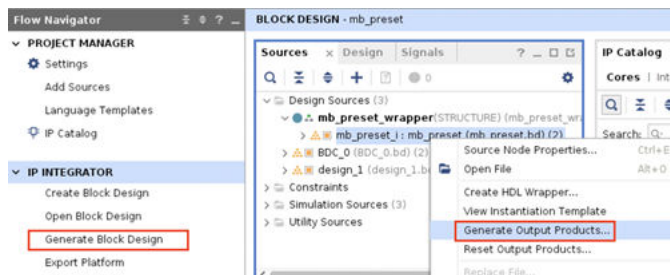 Flow Navigator
PROJECT MANAGER
Settings
Add Sources
Language Templates
IP Catalog
IP INTEGRATOR
Create Block Design
Open Block Design
Generate Block Design
Export Platform
BLOCK DESIGN - mb_preset
Sources × Design Signals ? _
0
Design Sources (3)
mb_preset_wrapper(STRUCTURE) (mb_preset_wr
mb_preset_i : mb_preset (mb_preset.bd) (2)
BDC_0 (BDC_0.bd) (2)
design_1 (design_1.b
Constraints
Simulation Sources (3)
Utility Sources
Source Node Properties... Ctrl+E
Open File Alt+O
Create HDL Wrapper...
View Instantiation Template
Generate Output Products...
Reset Output Products...
Replace File...
IP Catalog
Cores | Int
Search: